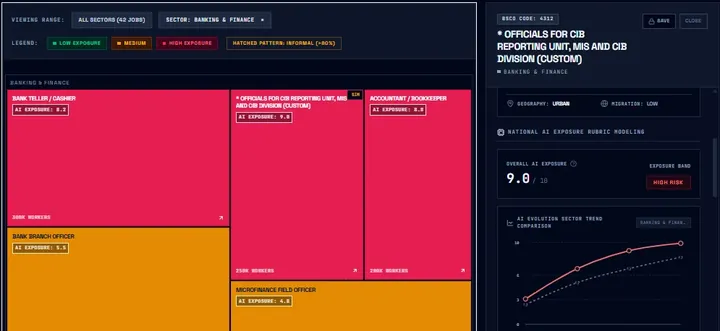 VIEWING RANGE:
ALL SECTORS (42 JOBS)
SECTOR: BANKING & FINANCE
LEGEND:
LOW EXPOSURE
MEDIUM
HIGH EXPOSURE
HATCHED PATTERN: INFORMAL (>80%)
BANKING & FINANCE
BANK TELLER / CASHIER
AI EXPOSURE: 8.2
WORKING
* OFFICIALS FOR CIB REPORTING UNIT, MIS
AND CIB DIVISION (CUSTOM)
SIM
AI EXPOSURE: 9.0
WORKING
ACCOUNTANT / BOOKKEEPER
AI EXPOSURE: 8.8
WORKING
BANK BRANCH OFFICER
AI EXPOSURE: 5.5
MICROFINANCE FIELD OFFICER
AI EXPOSURE: 4.8
BSCO CODE: 4312
SAVE
CLOSE
* OFFICIALS FOR CIB
REPORTING UNIT, MIS AND CIB
DIVISION (CUSTOM)
BANKING & FINANCE
GEOGRAPHY: URBAN
MIGRATION: LOW
NATIONAL AI EXPOSURE RUBRIC MODELING
OVERALL AI EXPOSURE
9.0 / 10
EXPOSURE BAND
HIGH RISK
AI EVOLUTION SECTOR TREND
COMPARISON
BANKING & FINAN…
10